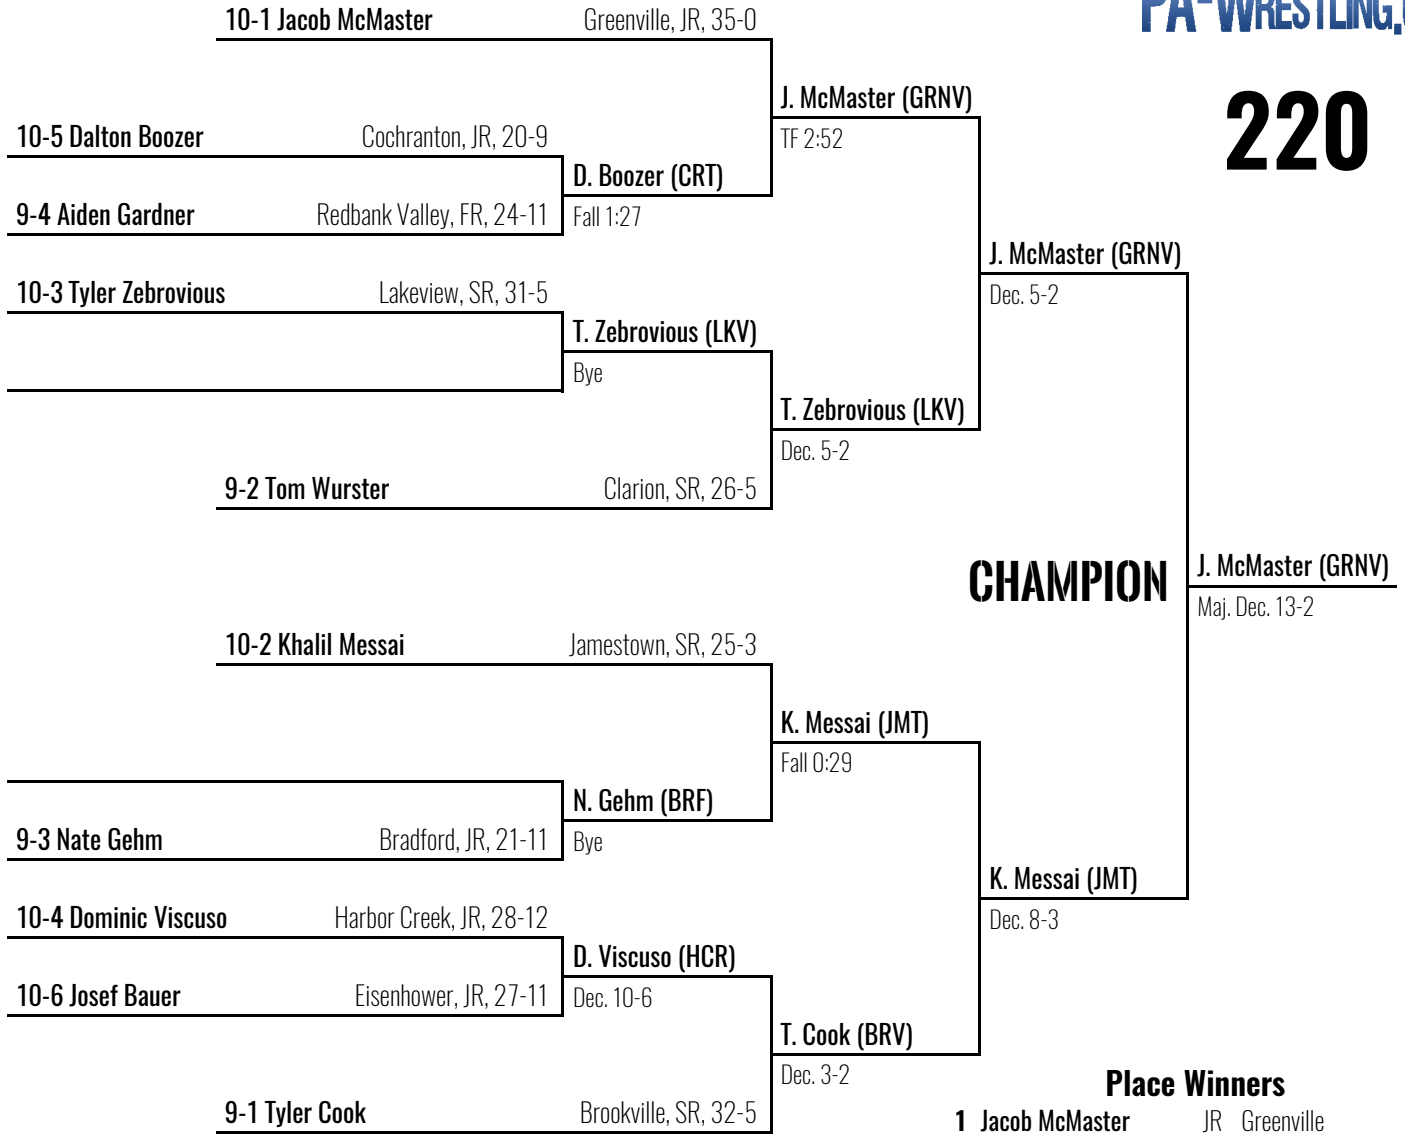 10-1 Jacob McMaster Greenville, JR, 35-0
PA-WRESTLING.
J. McMaster (GRNV)
TF 2:52
220
10-5 Dalton Boozer Cochranton, JR, 20-9
D. Boozer (CRT)
Fall 1:27
9-4 Aiden Gardner Redbank Valley, FR, 24-11
J. McMaster (GRNV)
Dec. 5-2
10-3 Tyler Zebrovious Lakeview, SR, 31-5
T. Zebrovious (LKV)
Bye
T. Zebrovious (LKV)
Dec. 5-2
9-2 Tom Wurster Clarion, SR, 26-5
CHAMPION
J. McMaster (GRNV)
Maj. Dec. 13-2
10-2 Khalil Messai Jamestown, SR, 25-3
K. Messai (JMT)
Fall 0:29
N. Gehm (BRF)
Bye
9-3 Nate Gehm Bradford, JR, 21-11
K. Messai (JMT)
Dec. 8-3
10-4 Dominic Viscuso Harbor Creek, JR, 28-12
D. Viscuso (HCR)
Dec. 10-6
10-6 Josef Bauer Eisenhower, JR, 27-11
T. Cook (BRV)
Dec. 3-2
9-1 Tyler Cook Brookville, SR, 32-5
Place Winners
1 Jacob McMaster JR Greenville